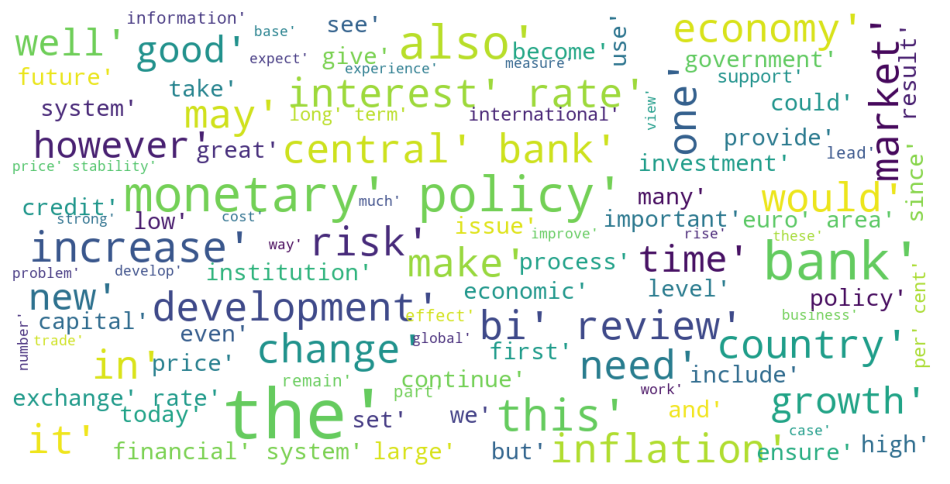 information'
base'
see'
well'
good'
expect'
give'
also'
become'
use'
economy'
market'
result'
future'
take'
experience'
measure'
government'
support'
system'
may'
interest' rate'
long' term'
international'
view'
one'
could'
however'
great'
central' bank'
provide'
lead'
investment'
price' stability'
monetary' policy'
much'
many'
would'
since'
credit'
strong'
low'
cost'
issue'
improve'
important'
euro' area'
increase'
way'
risk'
rise'
these'
make'
process'
time'
bank'
problem'
develop'
institution'
new'
development'
economic'
level'
policy'
capital'
even'
effect'
global'
bi' review'
business'
per' cent'
number'
trade'
in'
price'
change'
first'
need'
country'
include'
remain'
continue'
part'
work'
exchange' rate'
today'
the'
set'
we'
this'
and'
growth'
it'
financial' system'
large'
but'
inflation'
case'
ensure'
high'